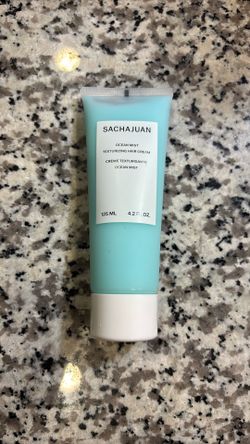 SACHAJUAN
OCEAN MIST
TEXTURIZING HAIR CREAM
CRÈME TEXTURISANTE
OCEAN MIST
125 ML 4.2 FL.OZ.